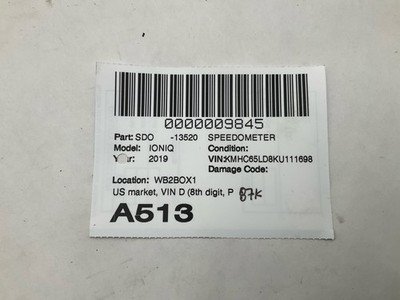 0000009845
Part: SDO -13520 SPEEDOMETER
Model: IONIQ Condition:
Year: 2019 VIN:KMHC65LD8KU111698
Damage Code:
Location: WB2BOX1
US market, VIN D (8th digit, P 87K
A513